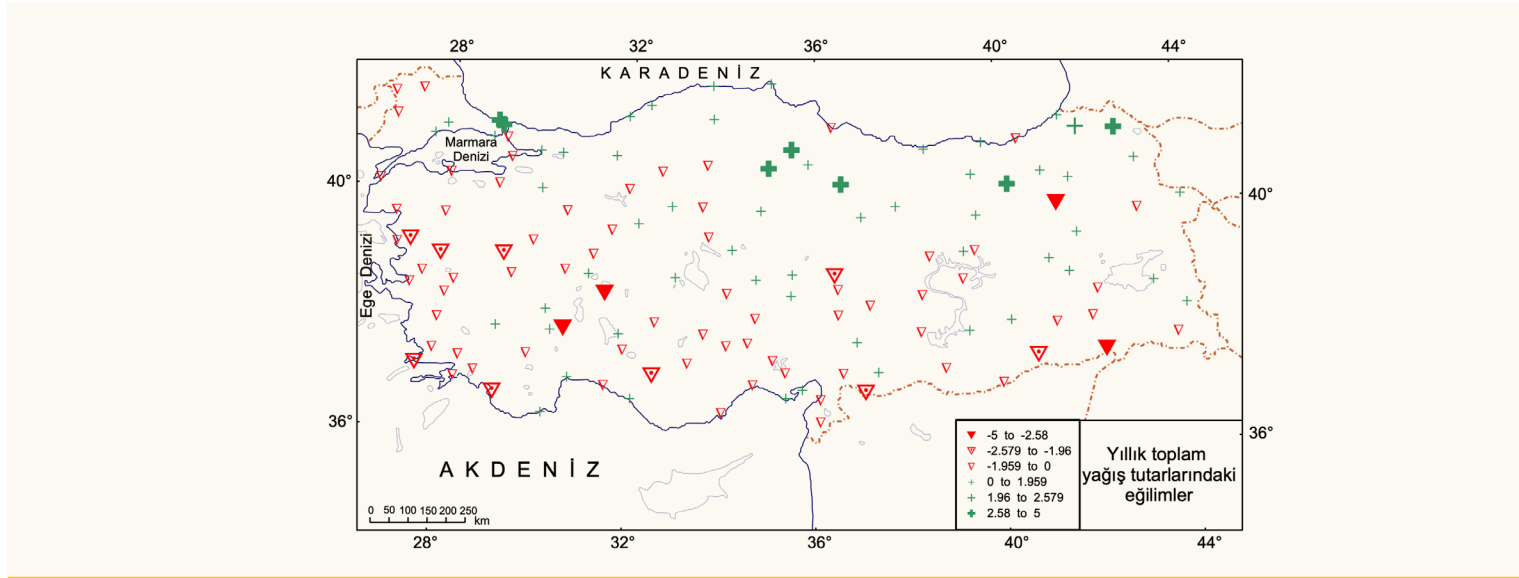 28° 32° 36° 40° 44°
KARADENİZ
Marmara
Denizi
40° 40°
Ege Denizi
36° 36°
AKDENİZ
-5 to -2.58
-2.579 to -1.96
-1.959 to 0
0 to 1.959
1.96 to 2.579
2.58 to 5
Yıllık toplam
yağış tutarlarındaki
eğilimler
0 50 100 150 200 250
km
28° 32° 36° 40° 44°